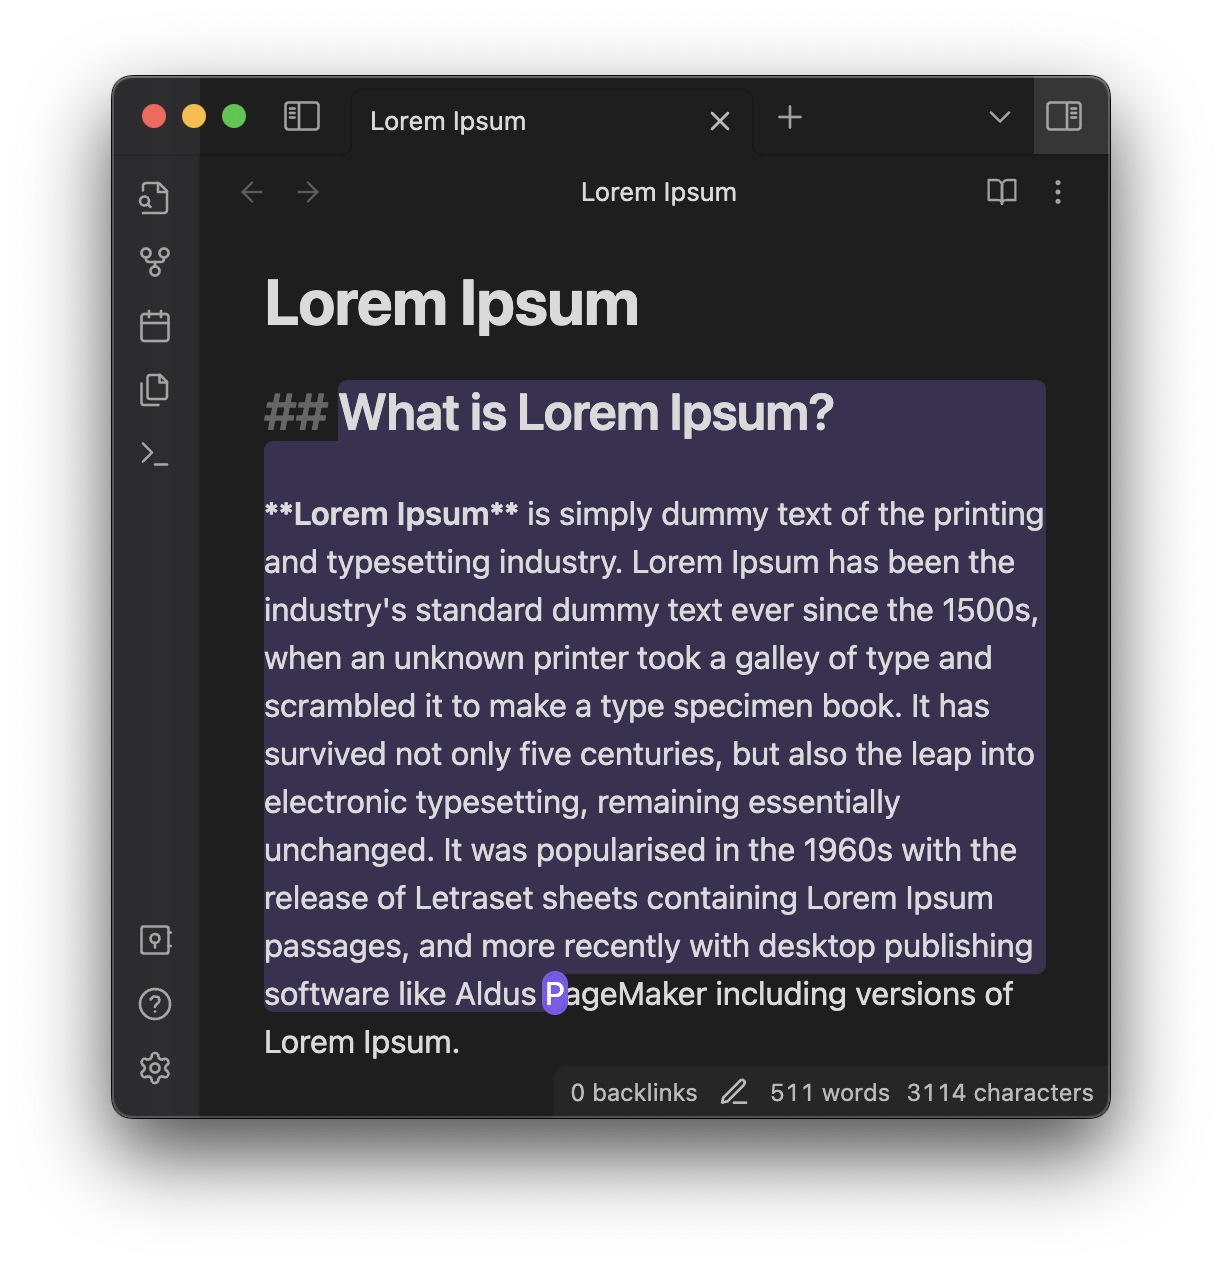 Lorem Ipsum
Lorem Ipsum
Lorem Ipsum
## What is Lorem Ipsum?
**Lorem Ipsum** is simply dummy text of the printing
and typesetting industry. Lorem Ipsum has been the
industry's standard dummy text ever since the 1500s,
when an unknown printer took a galley of type and
scrambled it to make a type specimen book. It has
survived not only five centuries, but also the leap into
electronic typesetting, remaining essentially
unchanged. It was popularised in the 1960s with the
release of Letraset sheets containing Lorem Ipsum
passages, and more recently with desktop publishing
software like Aldus PageMaker including versions of
Lorem Ipsum.
0 backlinks 511 words 3114 characters